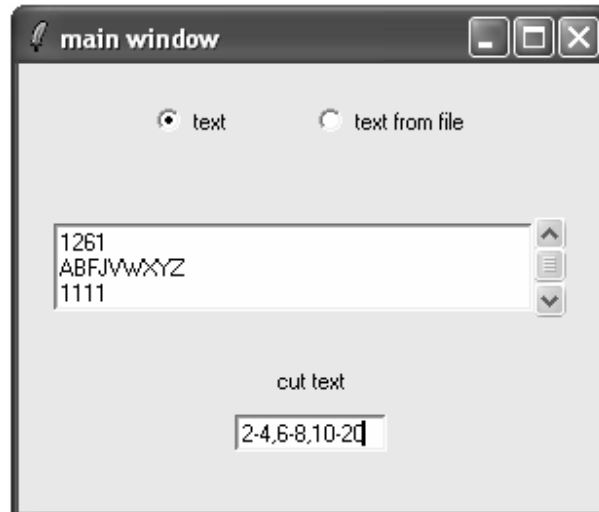 main window
text text from file
1261
ABFJVWXYZ
1111
cut text
2-4,6-8,10-20